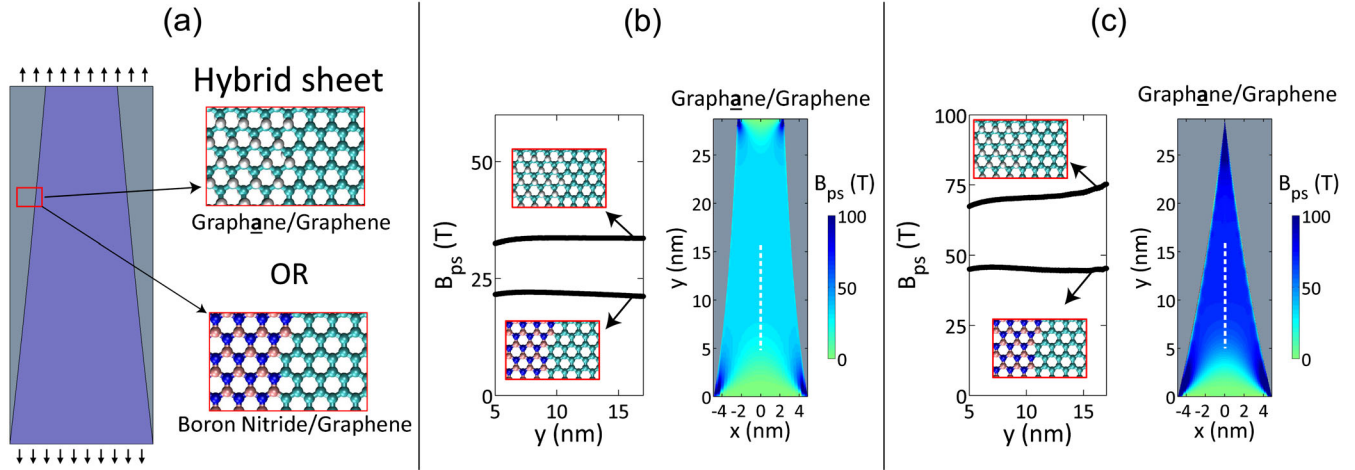 (a)
Hybrid sheet
Graphane/Graphene
OR
Boron Nitride/Graphene
(b)
50
25
0
B_ps (T)
5
10
15
y (nm)
Graphane/Graphene
25
20
15
10
5
0
y (nm)
-4
-2
0
2
4
x (nm)
B_ps (T)
100
50
0
(c)
100
75
50
25
0
B_ps (T)
5
10
15
y (nm)
Graphane/Graphene
25
20
15
10
5
0
y (nm)
-4
-2
0
2
4
x (nm)
B_ps (T)
100
50
0